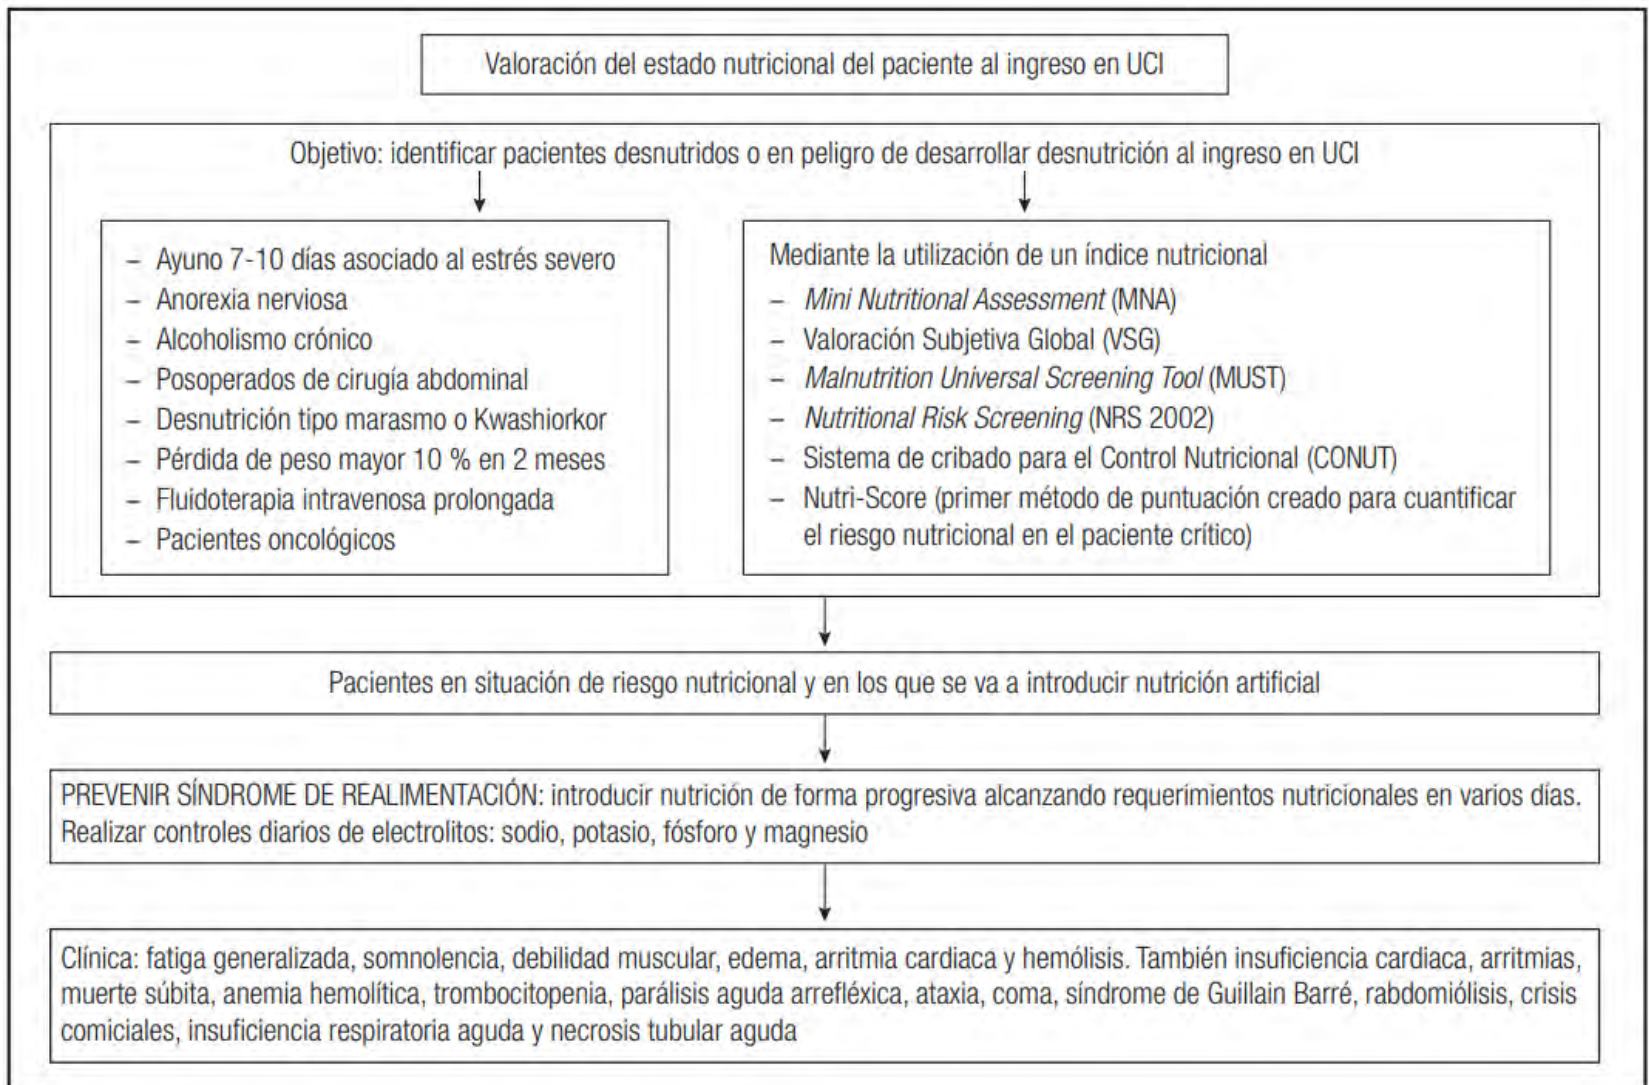 Valoración del estado nutricional del paciente al ingreso en UCI
Objetivo: identificar pacientes desnutridos o en peligro de desarrollar desnutrición al ingreso en UCI
– Ayuno 7-10 días asociado al estrés severo
– Anorexia nerviosa
– Alcoholismo crónico
– Posoperados de cirugía abdominal
– Desnutrición tipo marasmo o Kwashiorkor
– Pérdida de peso mayor 10 % en 2 meses
– Fluidoterapia intravenosa prolongada
– Pacientes oncológicos
Mediante la utilización de un índice nutricional
– Mini Nutritional Assessment (MNA)
– Valoración Subjetiva Global (VSG)
– Malnutrition Universal Screening Tool (MUST)
– Nutritional Risk Screening (NRS 2002)
– Sistema de cribado para el Control Nutricional (CONUT)
– Nutri-Score (primer método de puntuación creado para cuantificar
el riesgo nutricional en el paciente crítico)
Pacientes en situación de riesgo nutricional y en los que se va a introducir nutrición artificial
PREVENIR SÍNDROME DE REALIMENTACIÓN: introducir nutrición de forma progresiva alcanzando requerimientos nutricionales en varios días.
Realizar controles diarios de electrolitos: sodio, potasio, fósforo y magnesio
Clínica: fatiga generalizada, somnolencia, debilidad muscular, edema, arritmia cardiaca y hemólisis. También insuficiencia cardiaca, arritmias,
muerte súbita, anemia hemolítica, trombocitopenia, parálisis aguda arrefléxica, ataxia, coma, síndrome de Guillain Barré, rabdomiólisis, crisis
comiciales, insuficiencia respiratoria aguda y necrosis tubular aguda